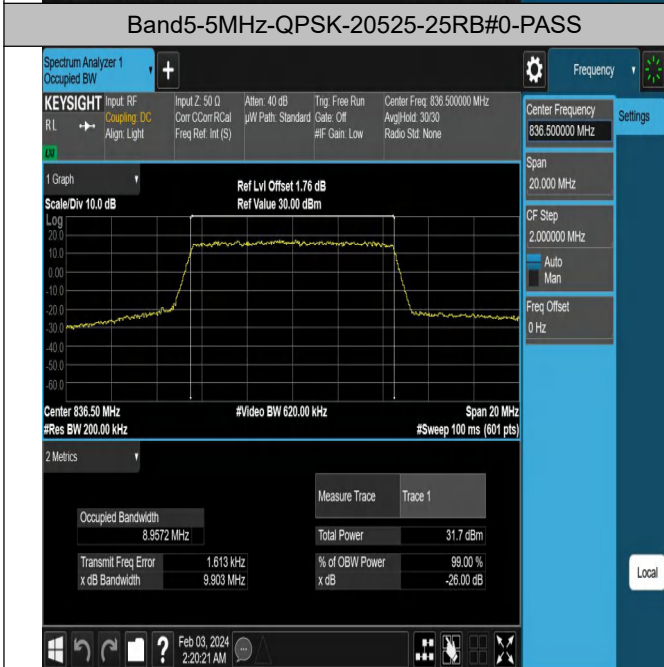 Band5-5MHz-QPSK-20525-25RB#0-PASS
Spectrum Analyzer 1
Occupied BW
Frequency
KEYSIGHT
RL
Input: RF
Coupling: DC
Align: Light
Input Z: 50 Ω
Corr CCorr RCal
Freq Ref: Int (S)
Atten: 40 dB
µW Path: Standard
Trig: Free Run
Gate: Off
#IF Gain: Low
Center Freq: 836.500000 MHz
Avg|Hold: 30/30
Radio Std: None
Center Frequency
836.500000 MHz
Settings
Span
20.000 MHz
CF Step
2.000000 MHz
Auto
Man
Freq Offset
0 Hz
1 Graph
Scale/Div 10.0 dB
Ref Lvl Offset 1.76 dB
Ref Value 30.00 dBm
Log
20.0
10.0
0.00
-10.0
-20.0
-30.0
-40.0
-50.0
-60.0
Center 836.50 MHz
#Video BW 620.00 kHz
Span 20 MHz
#Res BW 200.00 kHz
#Sweep 100 ms (601 pts)
2 Metrics
Measure Trace
Trace 1
Occupied Bandwidth
8.9572 MHz
Total Power
31.7 dBm
Transmit Freq Error
1.613 kHz
% of OBW Power
99.00 %
x dB Bandwidth
9.903 MHz
x dB
-26.00 dB
Local
Feb 03, 2024
2:20:21 AM